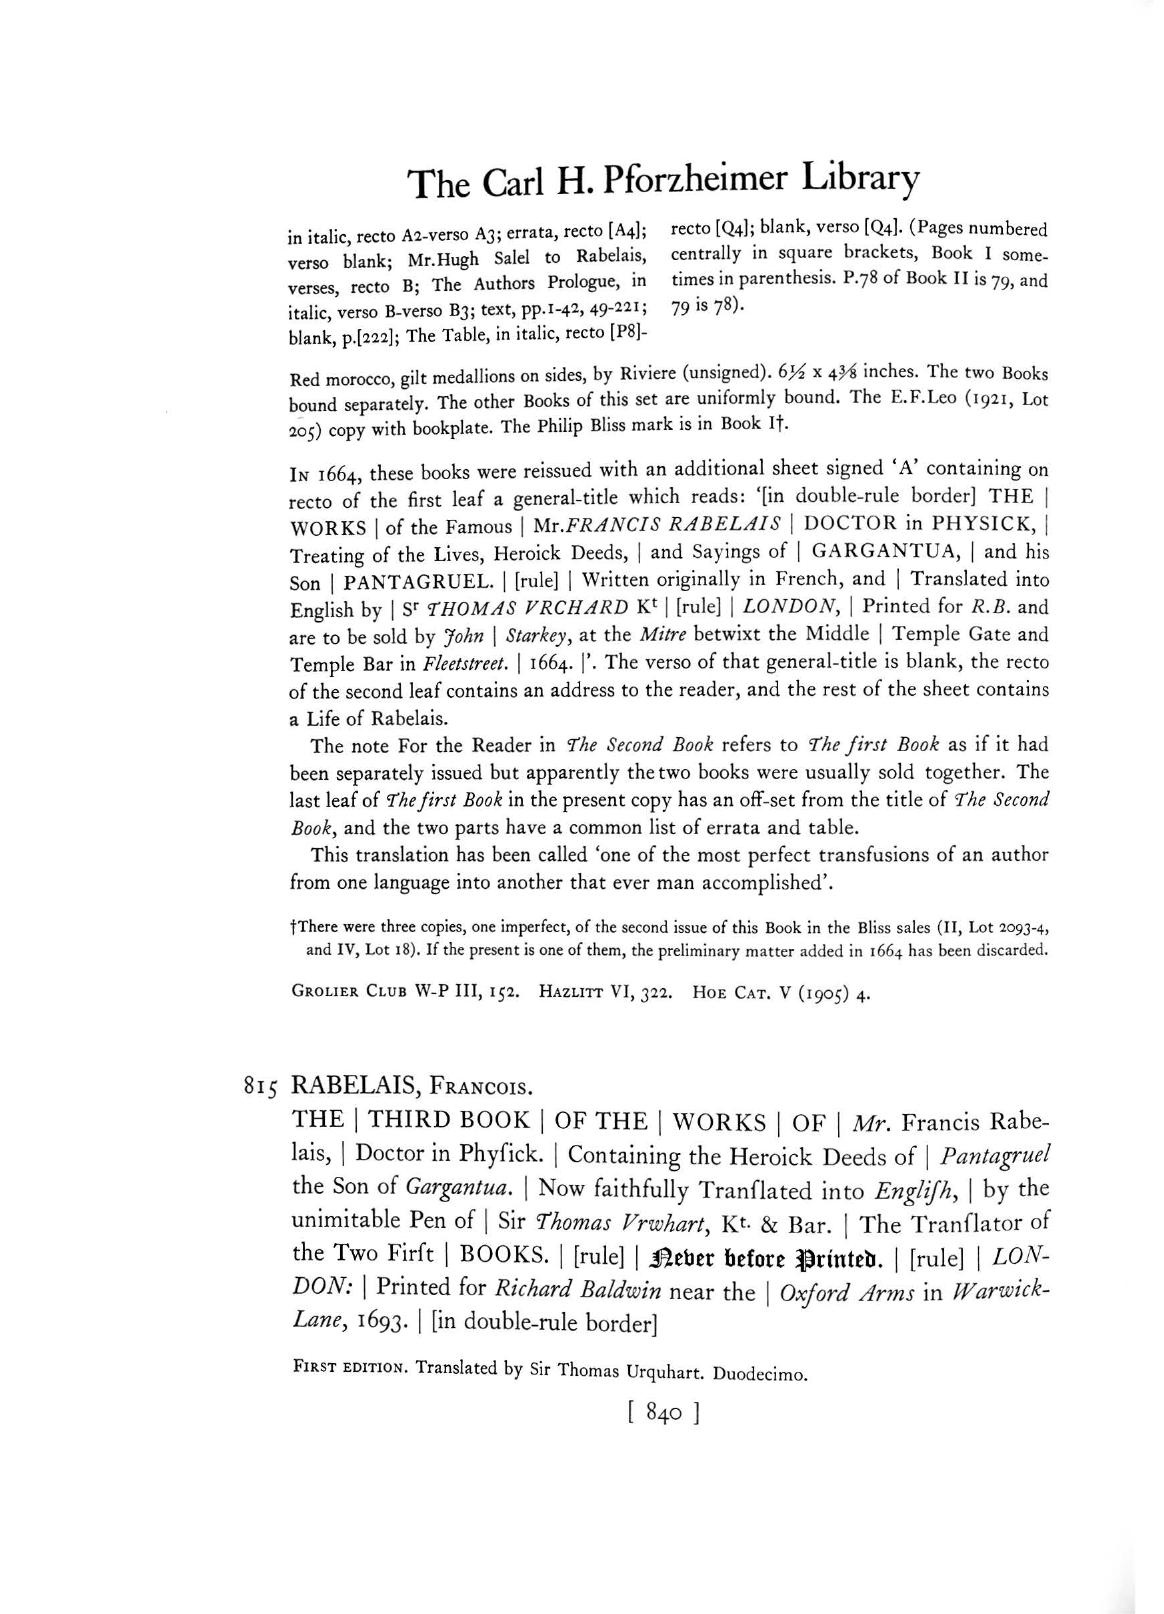 The Carl H. Pforzheimer Library
in italic, recto A2-verso A3; errata, recto [A4];
verso blank; Mr.Hugh Salel to Rabelais,
verses, recto B; The Authors Prologue, in
italic, verso B-verso B3; text, pp.1-42, 49-221;
blank, p.[222]; The Table, in italic, recto [P8]-
recto [Q4]; blank, verso [Q4]. (Pages numbered
centrally in square brackets, Book I some-
times in parenthesis. P.78 of Book II is 79, and
79 is 78).
Red morocco, gilt medallions on sides, by Riviere (unsigned). 6½ x 4⅜ inches. The two Books
bound separately. The other Books of this set are uniformly bound. The E.F.Leo (1921, Lot
205) copy with bookplate. The Philip Bliss mark is in Book I†.
IN 1664, these books were reissued with an additional sheet signed ‘A’ containing on
recto of the first leaf a general-title which reads: ‘[in double-rule border] THE |
WORKS | of the Famous | Mr.FRANCIS RABELAIS | DOCTOR in PHYSICK, |
Treating of the Lives, Heroick Deeds, | and Sayings of | GARGANTUA, | and his
Son | PANTAGRUEL. | [rule] | Written originally in French, and | Translated into
English by | Sʳ THOMAS VRCHARD Kᵗ | [rule] | LONDON, | Printed for R.B. and
are to be sold by John | Starkey, at the Mitre betwixt the Middle | Temple Gate and
Temple Bar in Fleetstreet. | 1664. |’. The verso of that general-title is blank, the recto
of the second leaf contains an address to the reader, and the rest of the sheet contains
a Life of Rabelais.
The note For the Reader in The Second Book refers to The first Book as if it had
been separately issued but apparently the two books were usually sold together. The
last leaf of The first Book in the present copy has an off-set from the title of The Second
Book, and the two parts have a common list of errata and table.
This translation has been called ‘one of the most perfect transfusions of an author
from one language into another that ever man accomplished’.
†There were three copies, one imperfect, of the second issue of this Book in the Bliss sales (II, Lot 2093-4,
and IV, Lot 18). If the present is one of them, the preliminary matter added in 1664 has been discarded.
GROLIER CLUB W-P III, 152. HAZLITT VI, 322. HOE CAT. V (1905) 4.
815 RABELAIS, FRANCOIS.
THE | THIRD BOOK | OF THE | WORKS | OF | Mr. Francis Rabe-
lais, | Doctor in Phyſick. | Containing the Heroick Deeds of | Pantagruel
the Son of Gargantua. | Now faithfully Tranſlated into Engliſh, | by the
unimitable Pen of | Sir Thomas Vrwhart, Kᵗ· & Bar. | The Tranſlator of
the Two Firſt | BOOKS. | [rule] | Never before Printed. | [rule] | LON-
DON: | Printed for Richard Baldwin near the | Oxford Arms in Warwick-
Lane, 1693. | [in double-rule border]
FIRST EDITION. Translated by Sir Thomas Urquhart. Duodecimo.
[ 840 ]